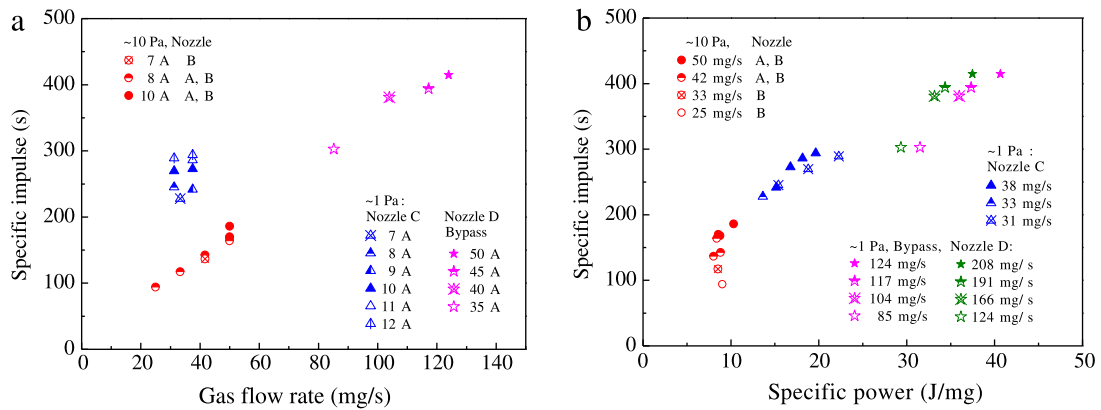 a
500
400
300
200
100
0
0
20
40
60
80
100
120
140
Specific impulse (s)
Gas flow rate (mg/s)
~10 Pa, Nozzle
7 A B
8 A A, B
10 A A, B
~1 Pa :
Nozzle C
7 A
8 A
9 A
10 A
11 A
12 A
Nozzle D
Bypass
50 A
45 A
40 A
35 A
b
500
400
300
200
100
0
0
10
20
30
40
50
Specific impulse (s)
Specific power (J/mg)
~10 Pa, Nozzle
50 mg/s A, B
42 mg/s A, B
33 mg/s B
25 mg/s B
~1 Pa :
Nozzle C
38 mg/s
33 mg/s
31 mg/s
~1 Pa, Bypass, Nozzle D:
124 mg/s 208 mg/ s
117 mg/s 191 mg/ s
104 mg/s 166 mg/ s
85 mg/s 124 mg/ s